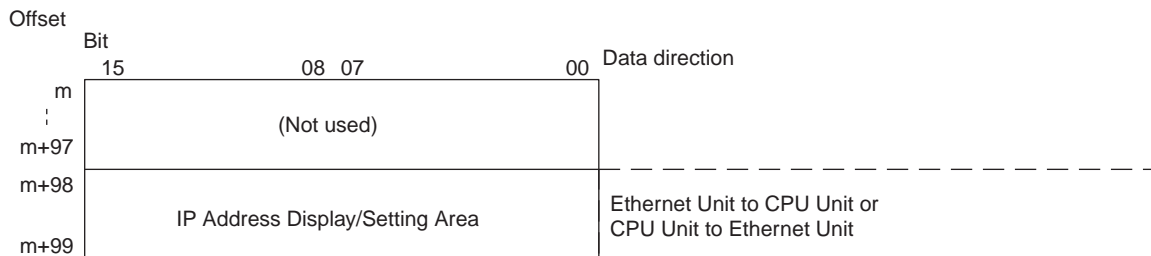 Offset
Bit
15 08 07 00 Data direction
m
(Not used)
m+97
m+98
IP Address Display/Setting Area
Ethernet Unit to CPU Unit or
CPU Unit to Ethernet Unit
m+99